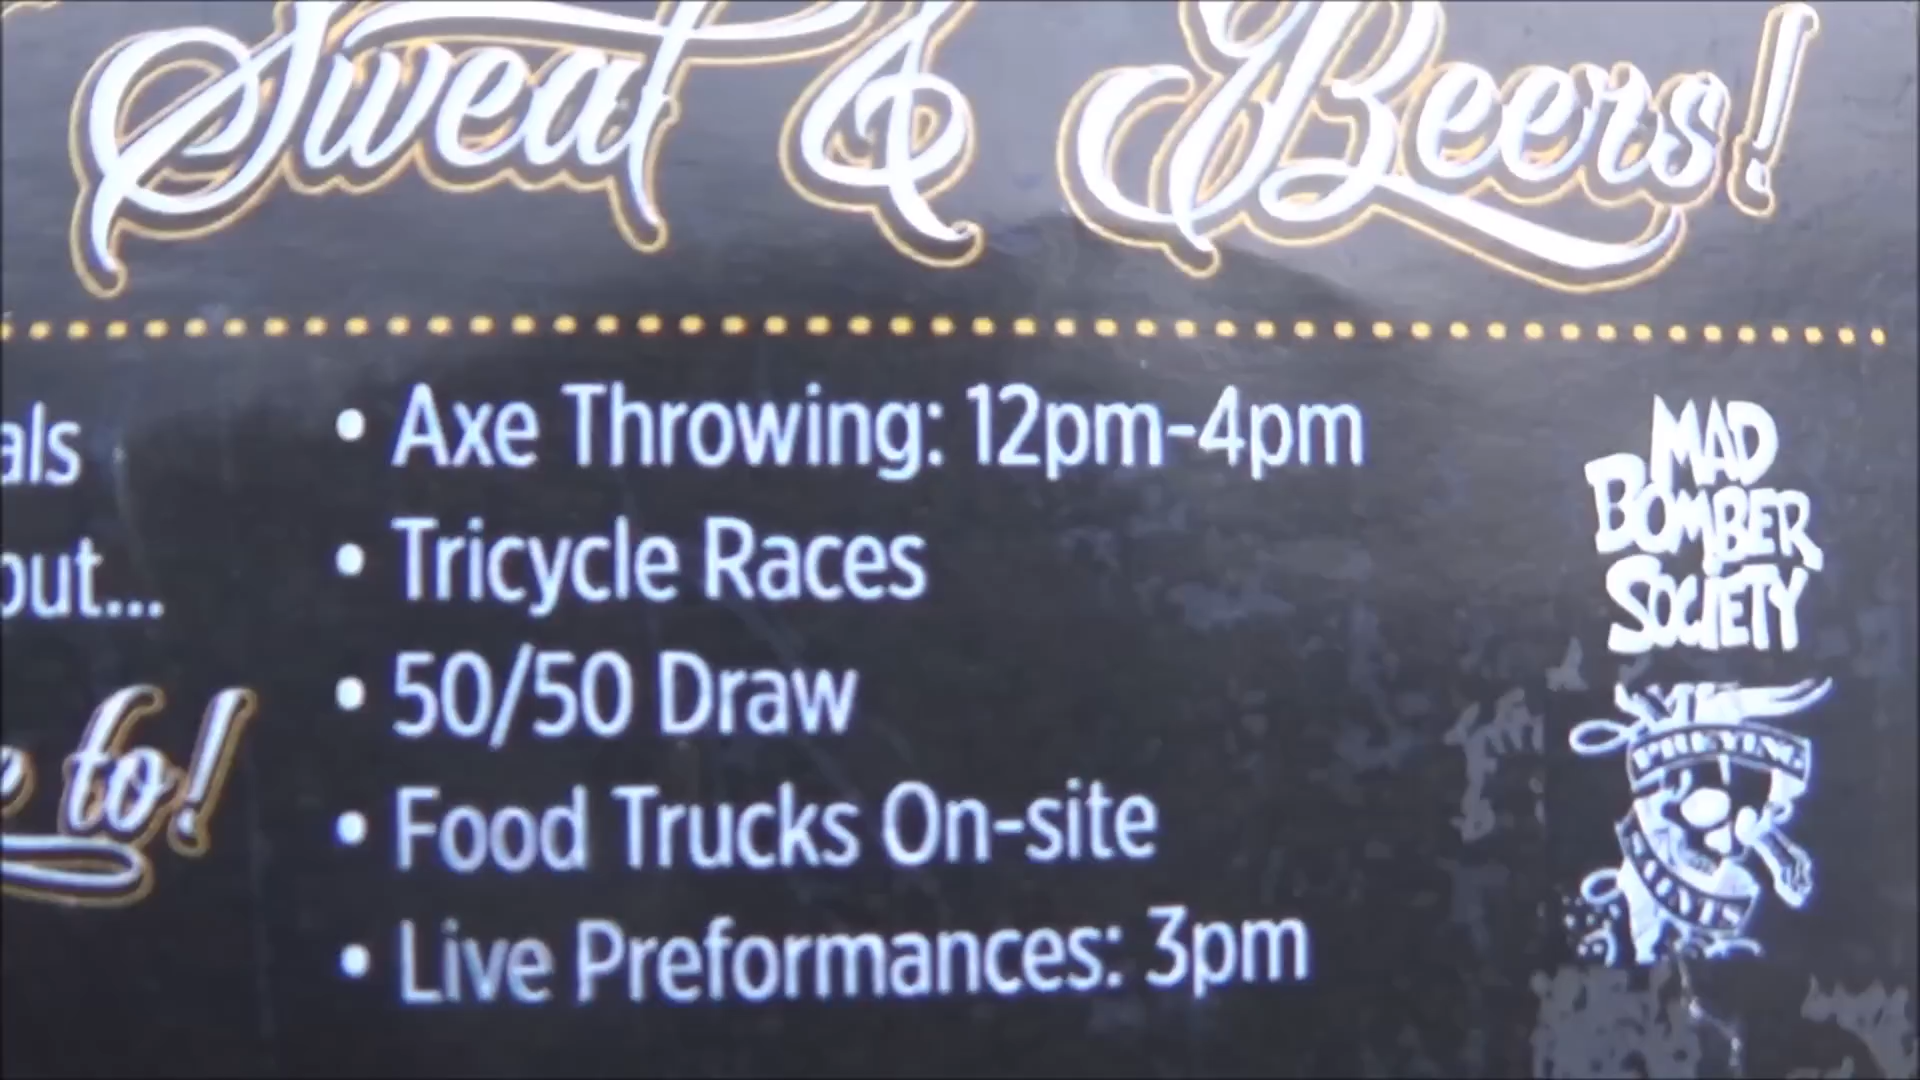 Sweat & Beers!
als
out...
e to!
• Axe Throwing: 12pm-4pm
• Tricycle Races
• 50/50 Draw
• Food Trucks On-site
• Live Preformances: 3pm
MAD
BOMBER
SOCIETY